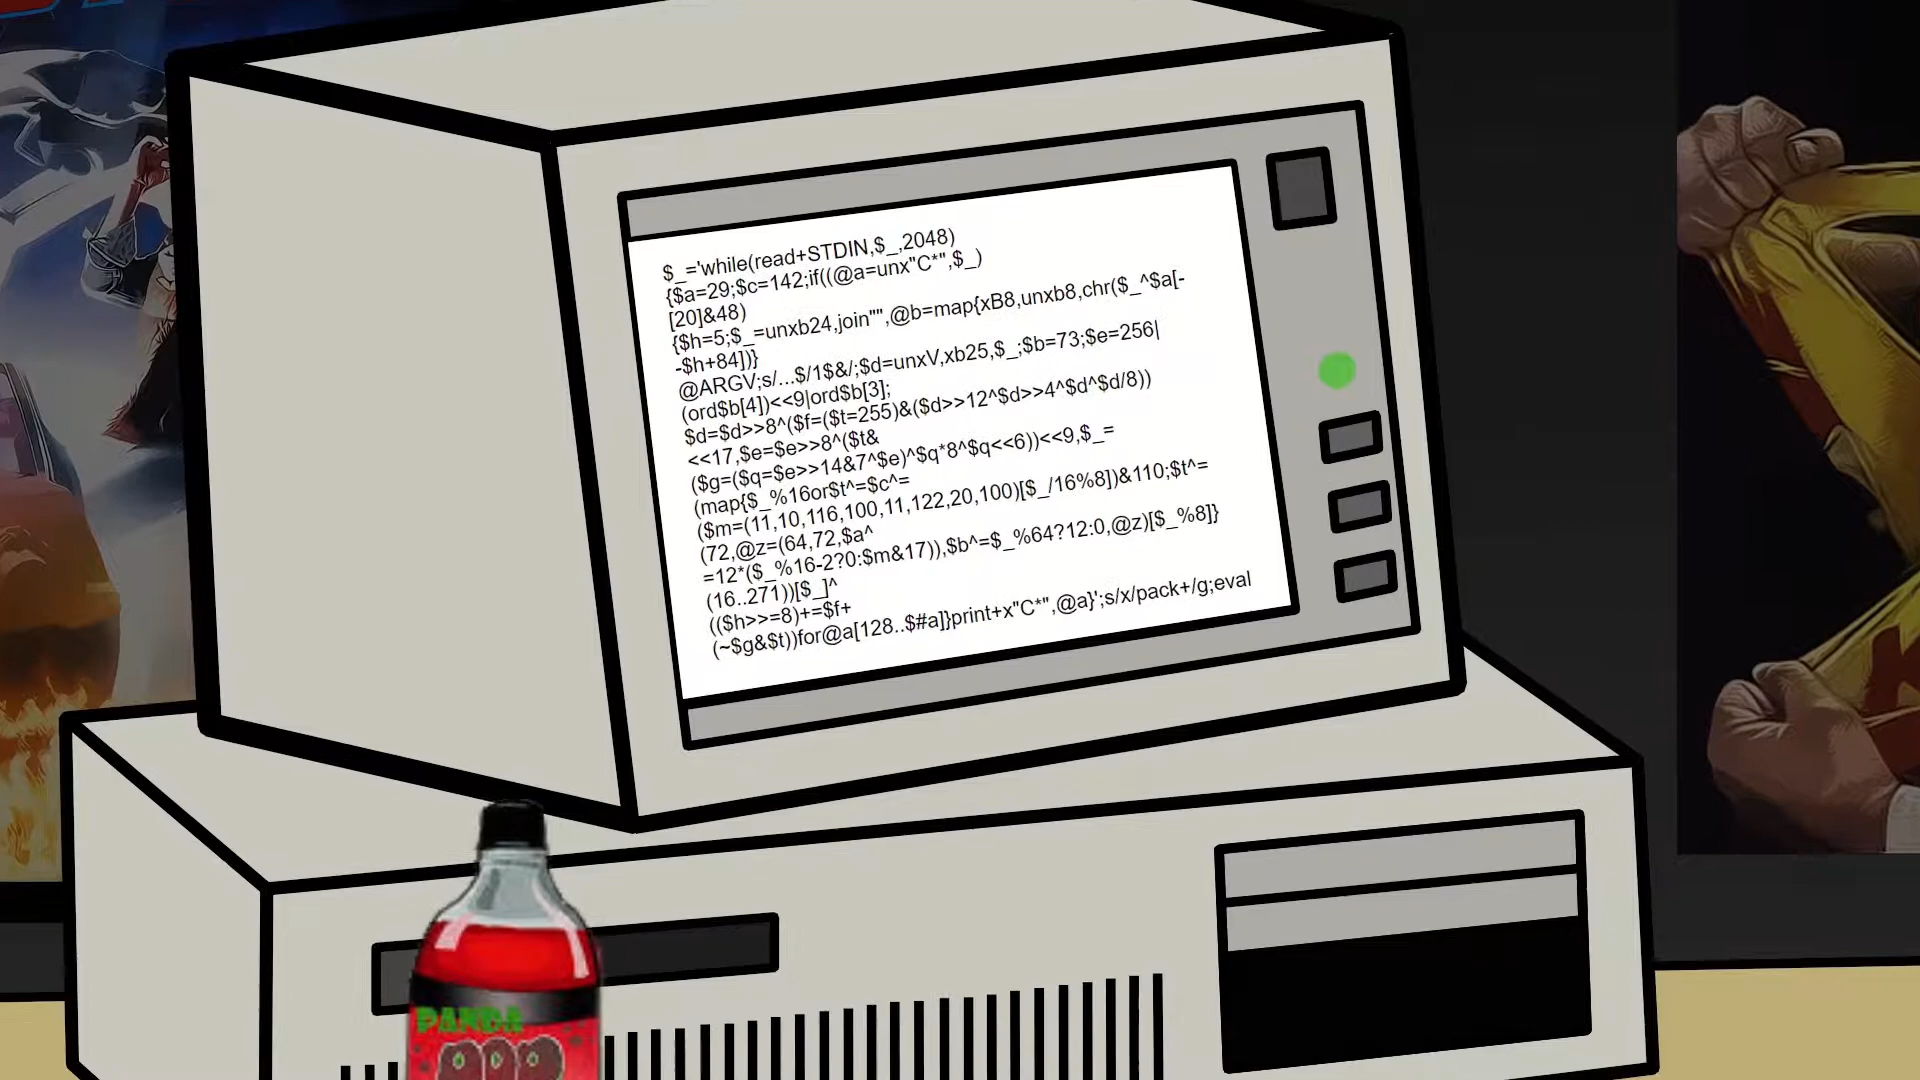 $_='while(read+STDIN,$_,2048)
{$a=29;$c=142;if((@a=unx"C*",$_)
[20]&48)
{$h=5;$_=unxb24,join"",@b=map{xB8,unxb8,chr($_^$a[-
-$h+84])}
@ARGV;s/...$/1$&/;$d=unxV,xb25,$_;$b=73;$e=256|
(ord$b[4])<<9|ord$b[3];
$d=$d>>8^($f=($t=255)&($d>>12^$d>>4^$d^$d/8))
<<17,$e=$e>>8^($t&
($g=($q=$e>>14&7^$e)^$q*8^$q<<6))<<9,$_=
(map{$_%16or$t^=$c^=
($m=(11,10,116,100,11,122,20,100)[$_/16%8])&110;$t^=
(72,@z=(64,72,$a^
=12*($_%16-2?0:$m&17)),$b^=$_%64?12:0,@z)[$_%8]}
(16..271))[$_]^
(($h>>=8)+=$f+
(~$g&$t))for@a[128..$#a]}print+x"C*",@a}';s/x/pack+/g;eval
PANDA
POP